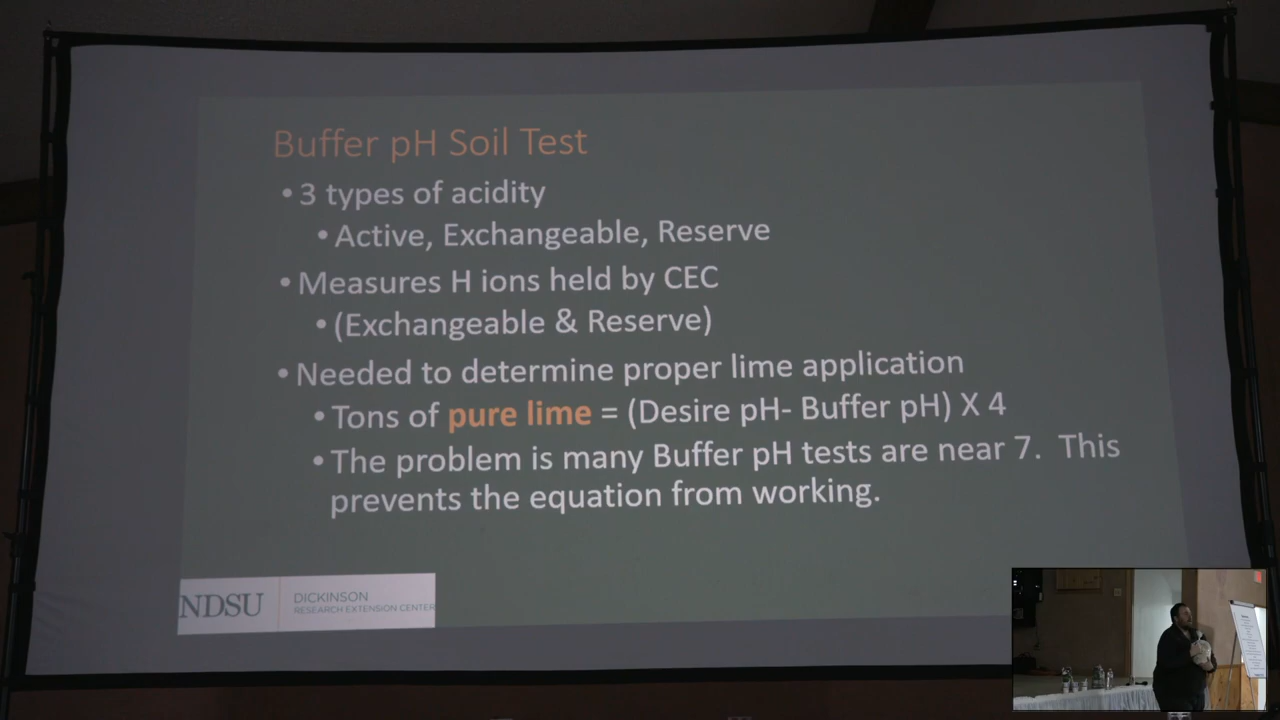 Buffer pH Soil Test
• 3 types of acidity
• Active, Exchangeable, Reserve
• Measures H ions held by CEC
• (Exchangeable & Reserve)
• Needed to determine proper lime application
• Tons of pure lime = (Desire pH- Buffer pH) X 4
• The problem is many Buffer pH tests are near 7. This
prevents the equation from working.
NDSU
DICKINSON
RESEARCH EXTENSION CENTER